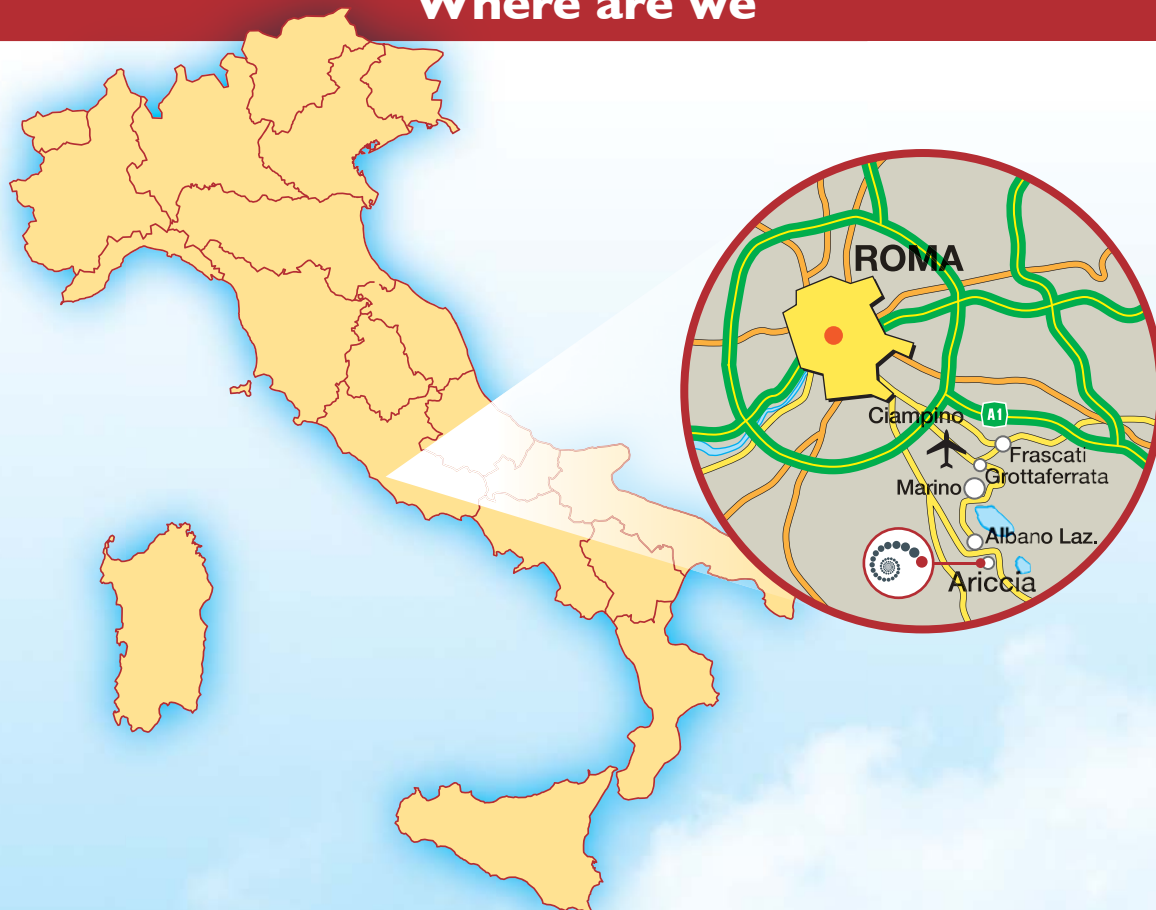 Where are we
ROMA
Ciampino
A1
Frascati
Grottaferrata
Marino
Albano Laz.
Ariccia